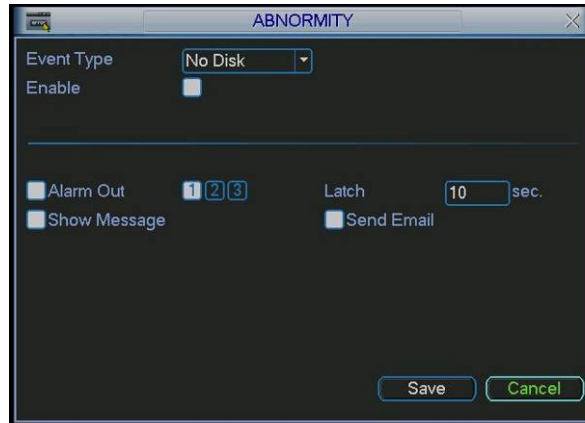 ABNORMITY
Event Type No Disk
Enable
Alarm Out 1 2 3 Latch 10 sec.
Show Message Send Email
Save Cancel